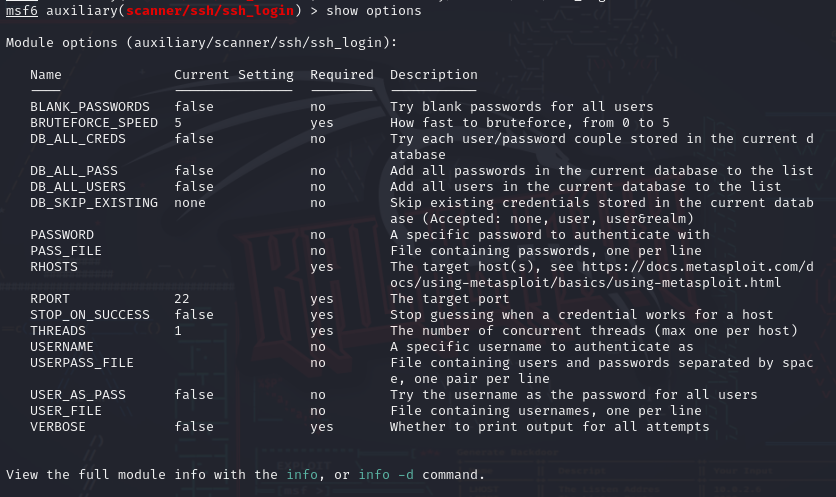 msf6 auxiliary(scanner/ssh/ssh_login) > show options
Module options (auxiliary/scanner/ssh/ssh_login):
Name Current Setting Required Description
BLANK_PASSWORDS false no Try blank passwords for all users
BRUTEFORCE_SPEED 5 yes How fast to bruteforce, from 0 to 5
DB_ALL_CREDS false no Try each user/password couple stored in the current d
atabase
DB_ALL_PASS false no Add all passwords in the current database to the list
DB_ALL_USERS false no Add all users in the current database to the list
DB_SKIP_EXISTING none no Skip existing credentials stored in the current datab
ase (Accepted: none, user, user&realm)
PASSWORD no A specific password to authenticate with
PASS_FILE no File containing passwords, one per line
RHOSTS yes The target host(s), see https://docs.metasploit.com/d
ocs/using-metasploit/basics/using-metasploit.html
RPORT 22 yes The target port
STOP_ON_SUCCESS false yes Stop guessing when a credential works for a host
THREADS 1 yes The number of concurrent threads (max one per host)
USERNAME no A specific username to authenticate as
USERPASS_FILE no File containing users and passwords separated by spac
e, one pair per line
USER_AS_PASS false no Try the username as the password for all users
USER_FILE no File containing usernames, one per line
VERBOSE false yes Whether to print output for all attempts
View the full module info with the info, or info -d command.